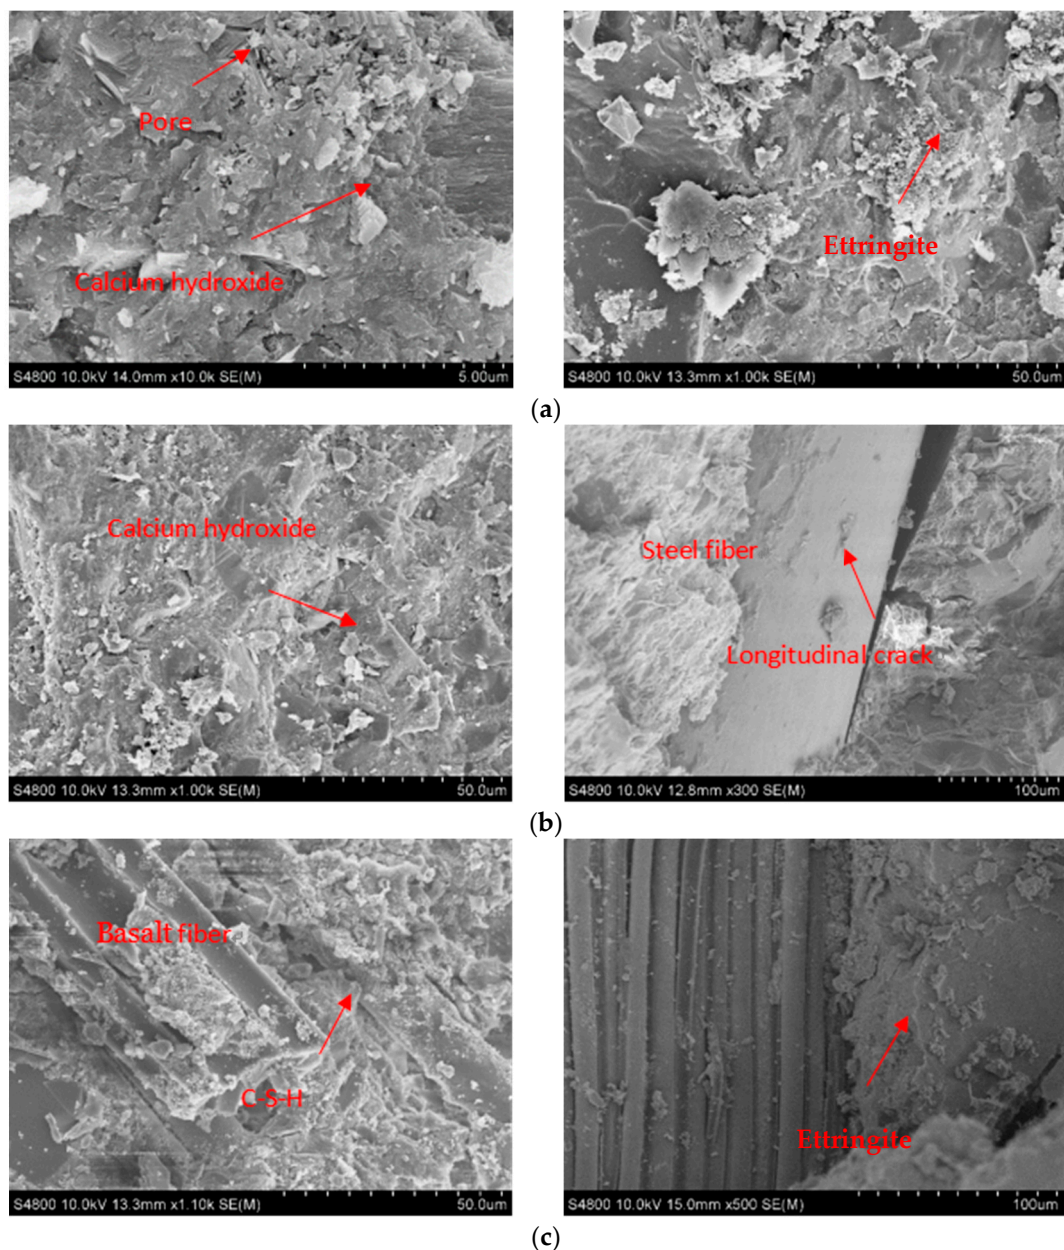 Pore
Calcium hydroxide
S4800 10.0kV 14.0mm x10.0k SE(M) 5.00um
Ettringite
S4800 10.0kV 13.3mm x1.00k SE(M) 50.0um
(a)
Calcium hydroxide
S4800 10.0kV 13.3mm x1.00k SE(M) 50.0um
Steel fiber
Longitudinal crack
S4800 10.0kV 12.8mm x300 SE(M) 100um
(b)
Basalt fiber
C-S-H
S4800 10.0kV 13.3mm x1.10k SE(M) 50.0um
Ettringite
S4800 10.0kV 15.0mm x500 SE(M) 100um
(c)